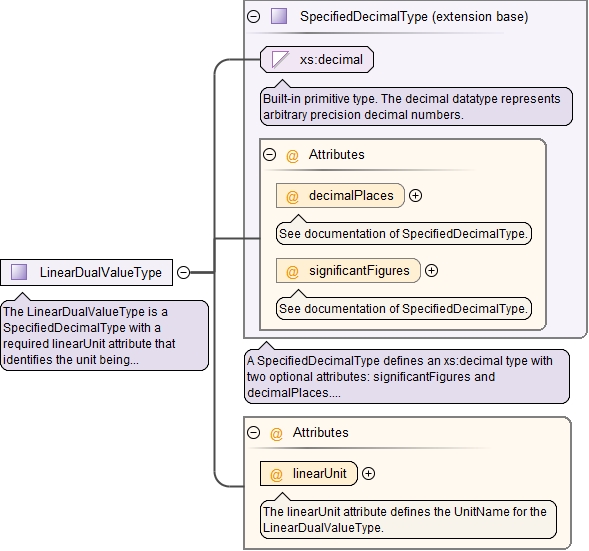 SpecifiedDecimalType (extension base)
xs:decimal
Built-in primitive type. The decimal datatype represents
arbitrary precision decimal numbers.
@ Attributes
@ decimalPlaces
See documentation of SpecifiedDecimalType.
@ significantFigures
See documentation of SpecifiedDecimalType.
LinearDualValueType
The LinearDualValueType is a
SpecifiedDecimalType with a
required linearUnit attribute that
identifies the unit being...
A SpecifiedDecimalType defines an xs:decimal type with
two optional attributes: significantFigures and
decimalPlaces....
@ Attributes
@ linearUnit
The linearUnit attribute defines the UnitName for the
LinearDualValueType.